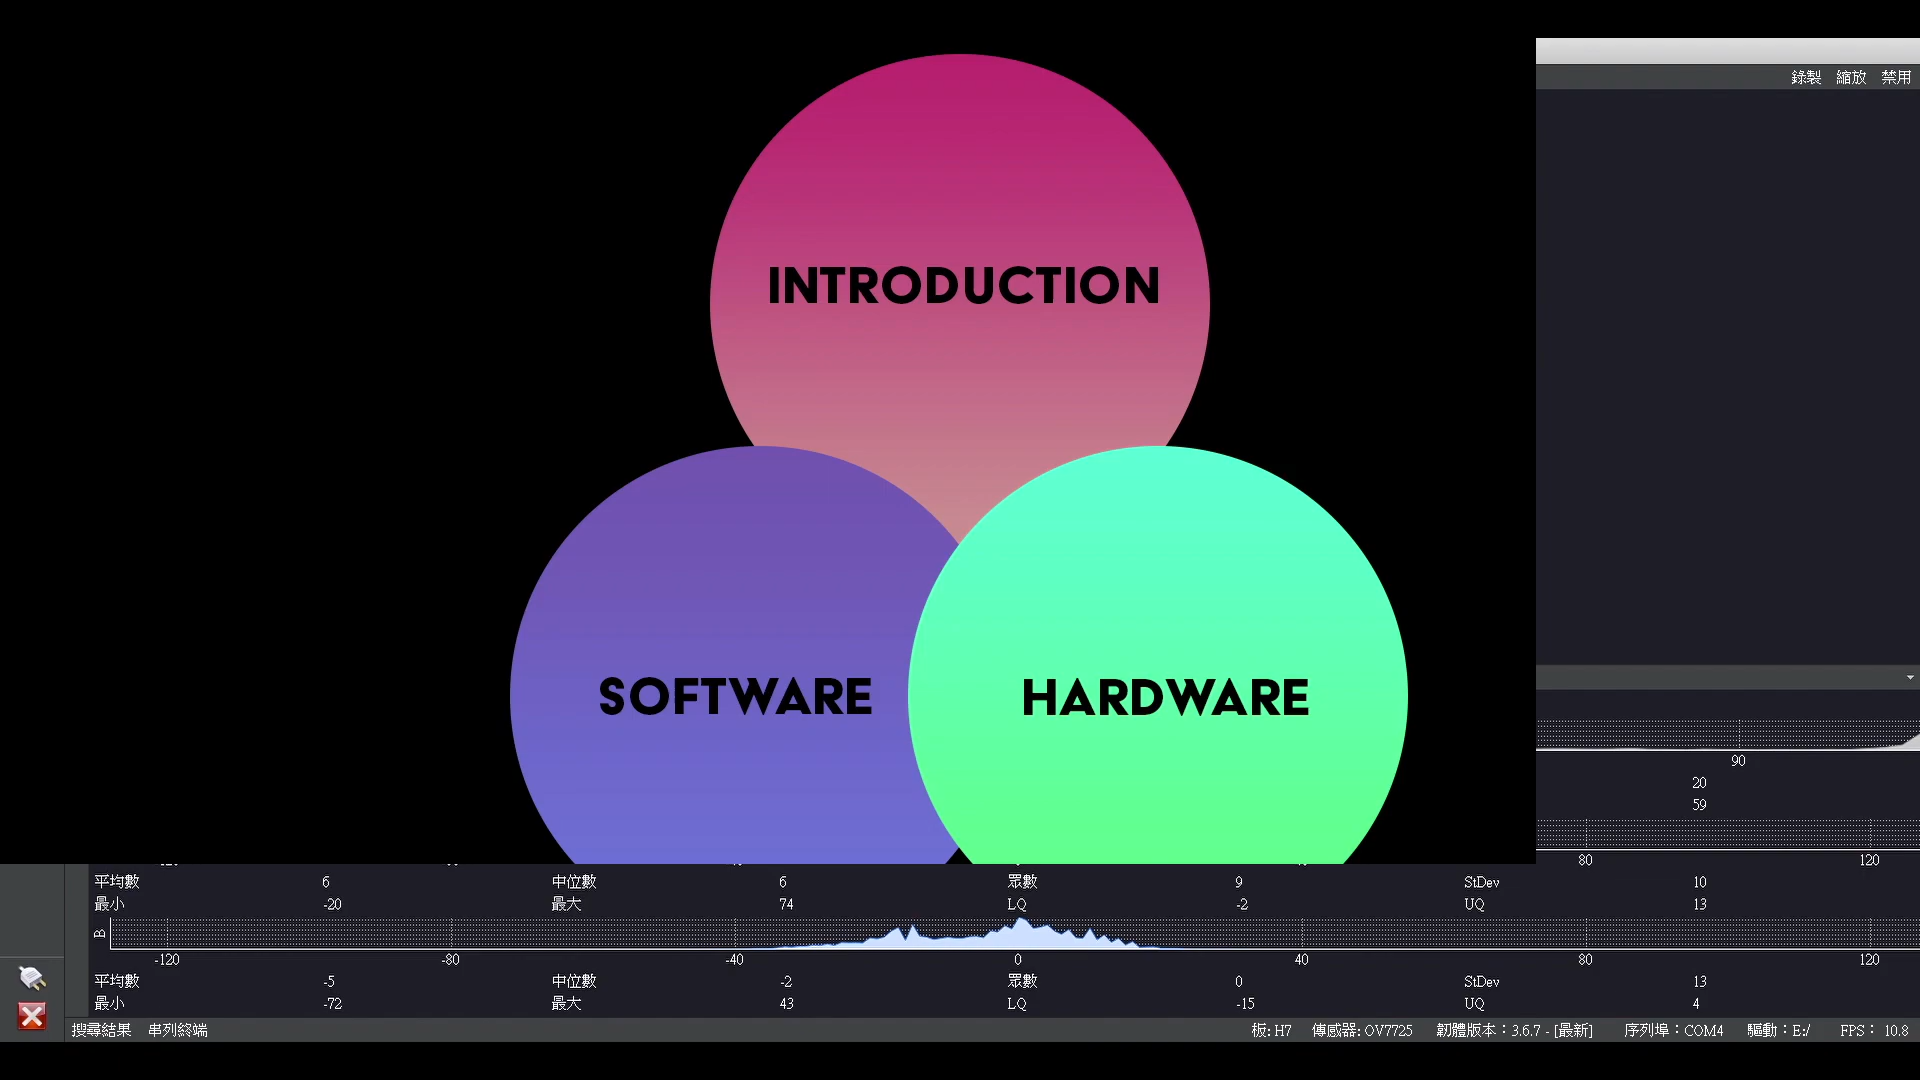 錄製 縮放 禁用
INTRODUCTION
SOFTWARE HARDWARE
90
20
59
80 120
平均數 6 中位數 6 眾數 9 StDev 10
最小 -20 最大 74 LQ -2 UQ 13
B
-120 -80 -40 0 40 80 120
平均數 -5 中位數 -2 眾數 0 StDev 13
最小 -72 最大 43 LQ -15 UQ 4
搜尋結果 串列終端 板: H7 傳感器: OV7725 韌體版本：3.6.7 - [最新] 序列埠：COM4 驅動：E:/ FPS： 10.8